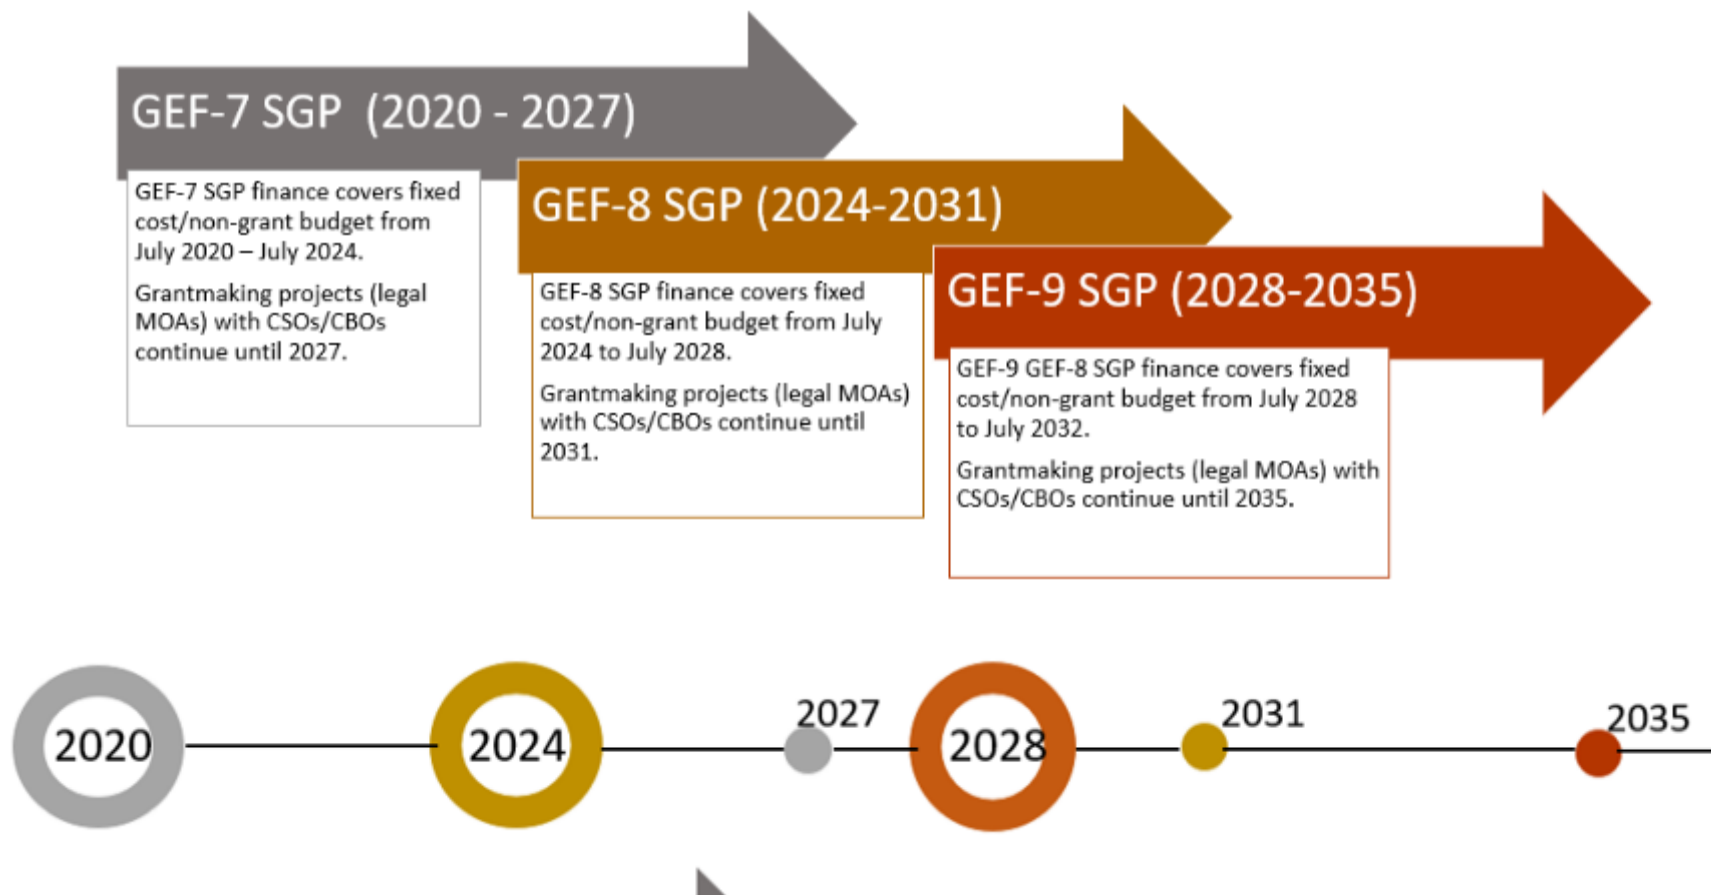 GEF-7 SGP  (2020 - 2027)
GEF-7 SGP finance covers fixed
cost/non-grant budget from
July 2020 – July 2024.
Grantmaking projects (legal
MOAs) with CSOs/CBOs
continue until 2027.
GEF-8 SGP (2024-2031)
GEF-8 SGP finance covers fixed
cost/non-grant budget from July
2024 to July 2028.
Grantmaking projects (legal MOAs)
with CSOs/CBOs continue until
2031.
GEF-9 SGP (2028-2035)
GEF-9 GEF-8 SGP finance covers fixed
cost/non-grant budget from July 2028
to July 2032.
Grantmaking projects (legal MOAs) with
CSOs/CBOs continue until 2035.
2020
2024
2027
2028
2031
2035